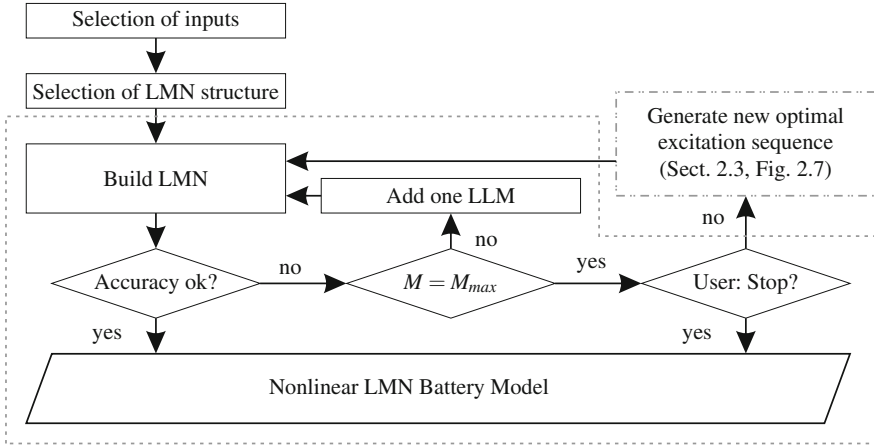 Selection of inputs
Selection of LMN structure
Generate new optimal
excitation sequence
(Sect. 2.3, Fig. 2.7)
Build LMN
Add one LLM
no
no
Accuracy ok?
no
M = Mmax
yes
User: Stop?
yes
yes
Nonlinear LMN Battery Model